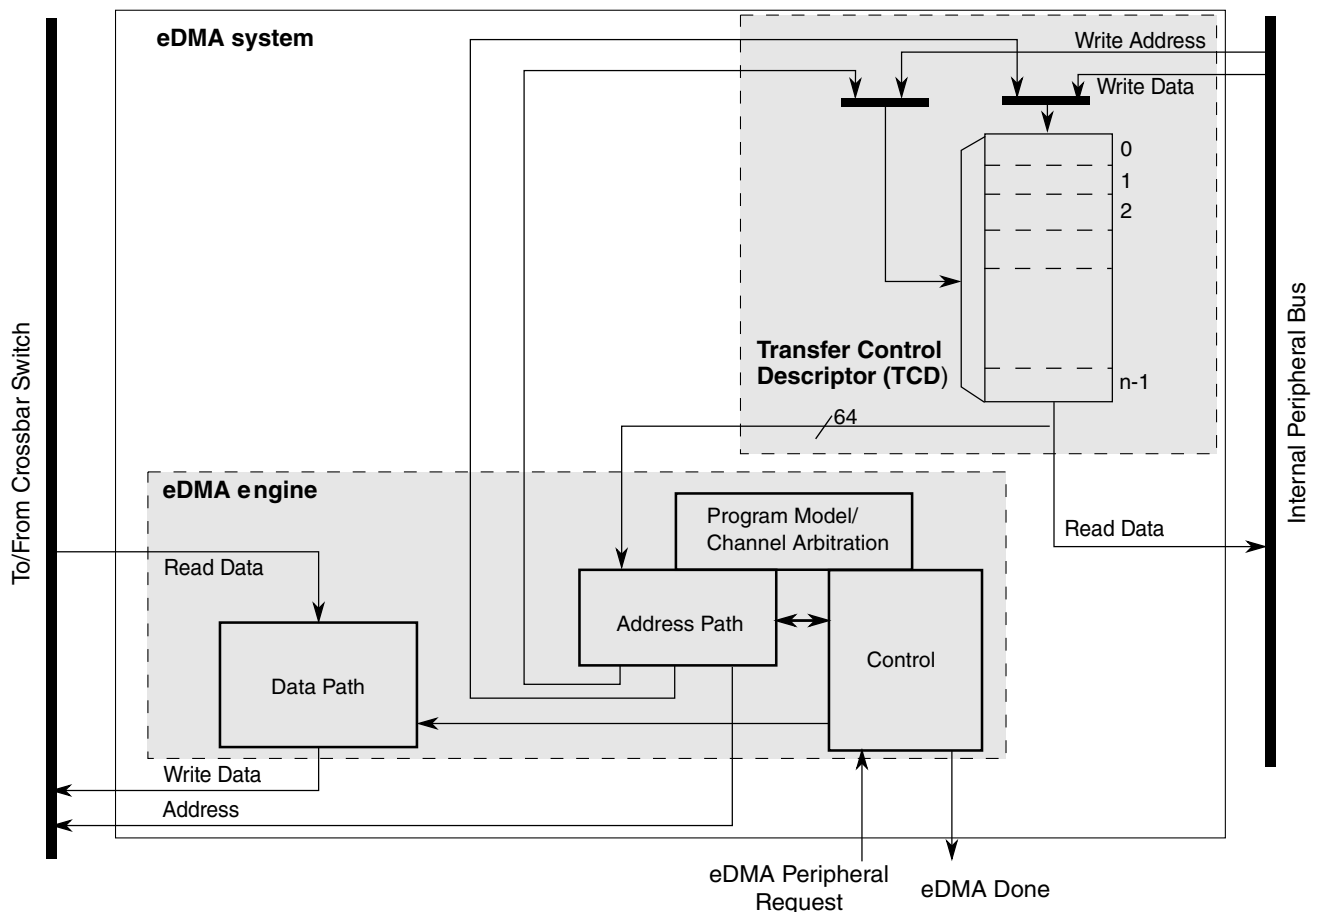 eDMA system
Write Address
Write Data
0
1
2
n-1
Transfer Control
Descriptor (TCD)
64
To/From Crossbar Switch
Internal Peripheral Bus
eDMA engine
Program Model/
Channel Arbitration
Read Data
Read Data
Address Path
Control
Data Path
Write Data
Address
eDMA Peripheral
Request
eDMA Done